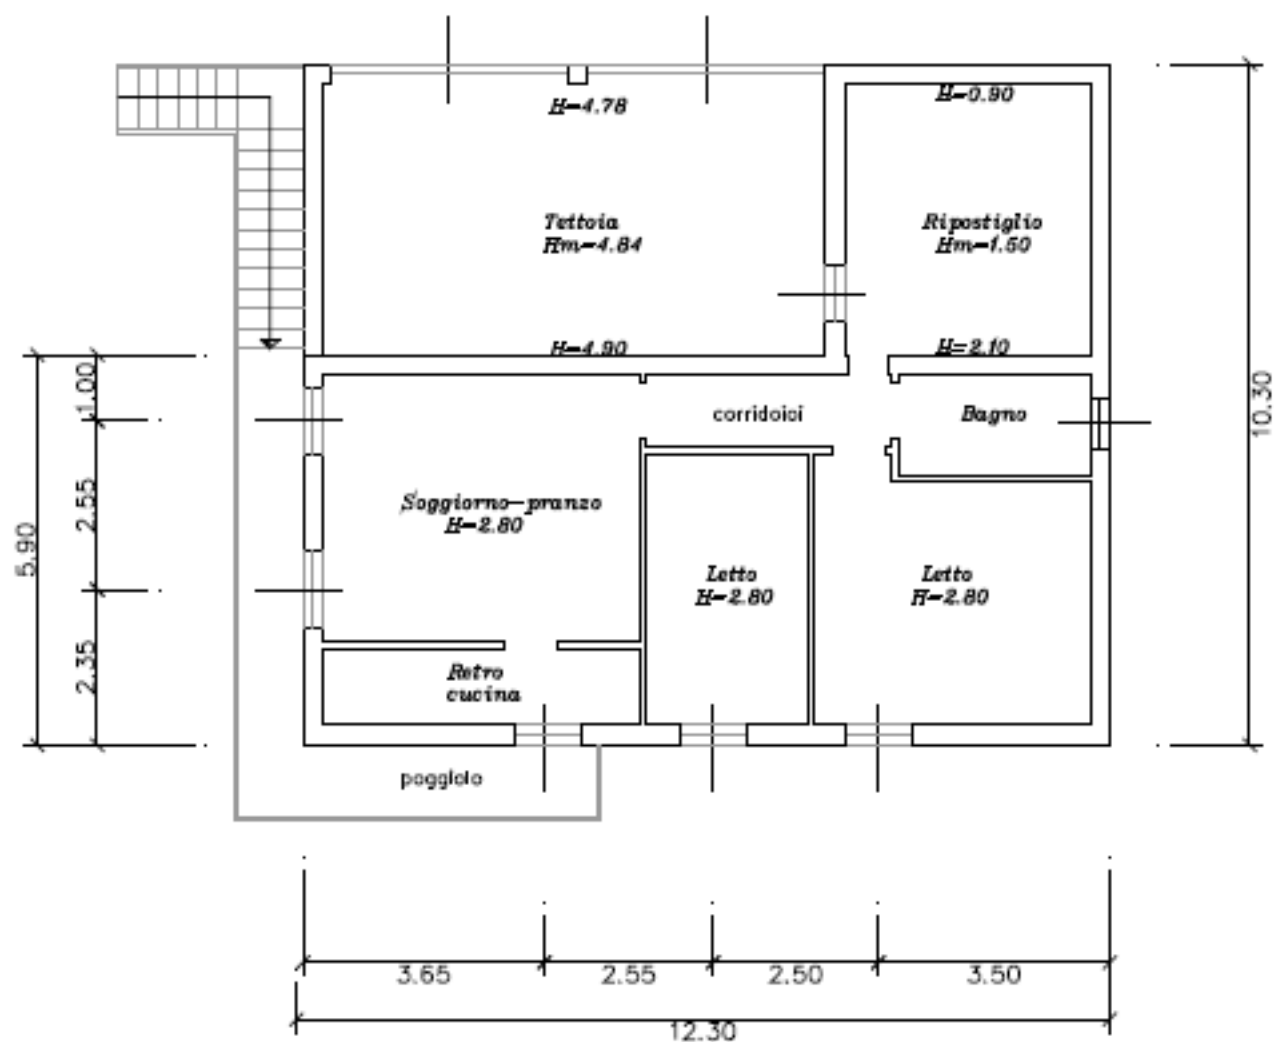 H=4.78
H=0.90
Tettoia
Hm=4.84
Ripostiglio
Hm=1.50
H=4.90
H=2.10
1.00
10.30
corridoioi
Bagno
2.55
Soggiorno-pranzo
H=2.80
5.90
Letto
H=2.80
Letto
H=2.80
2.35
Retro
cucina
poggiolo
3.65
2.55
2.50
3.50
12.30